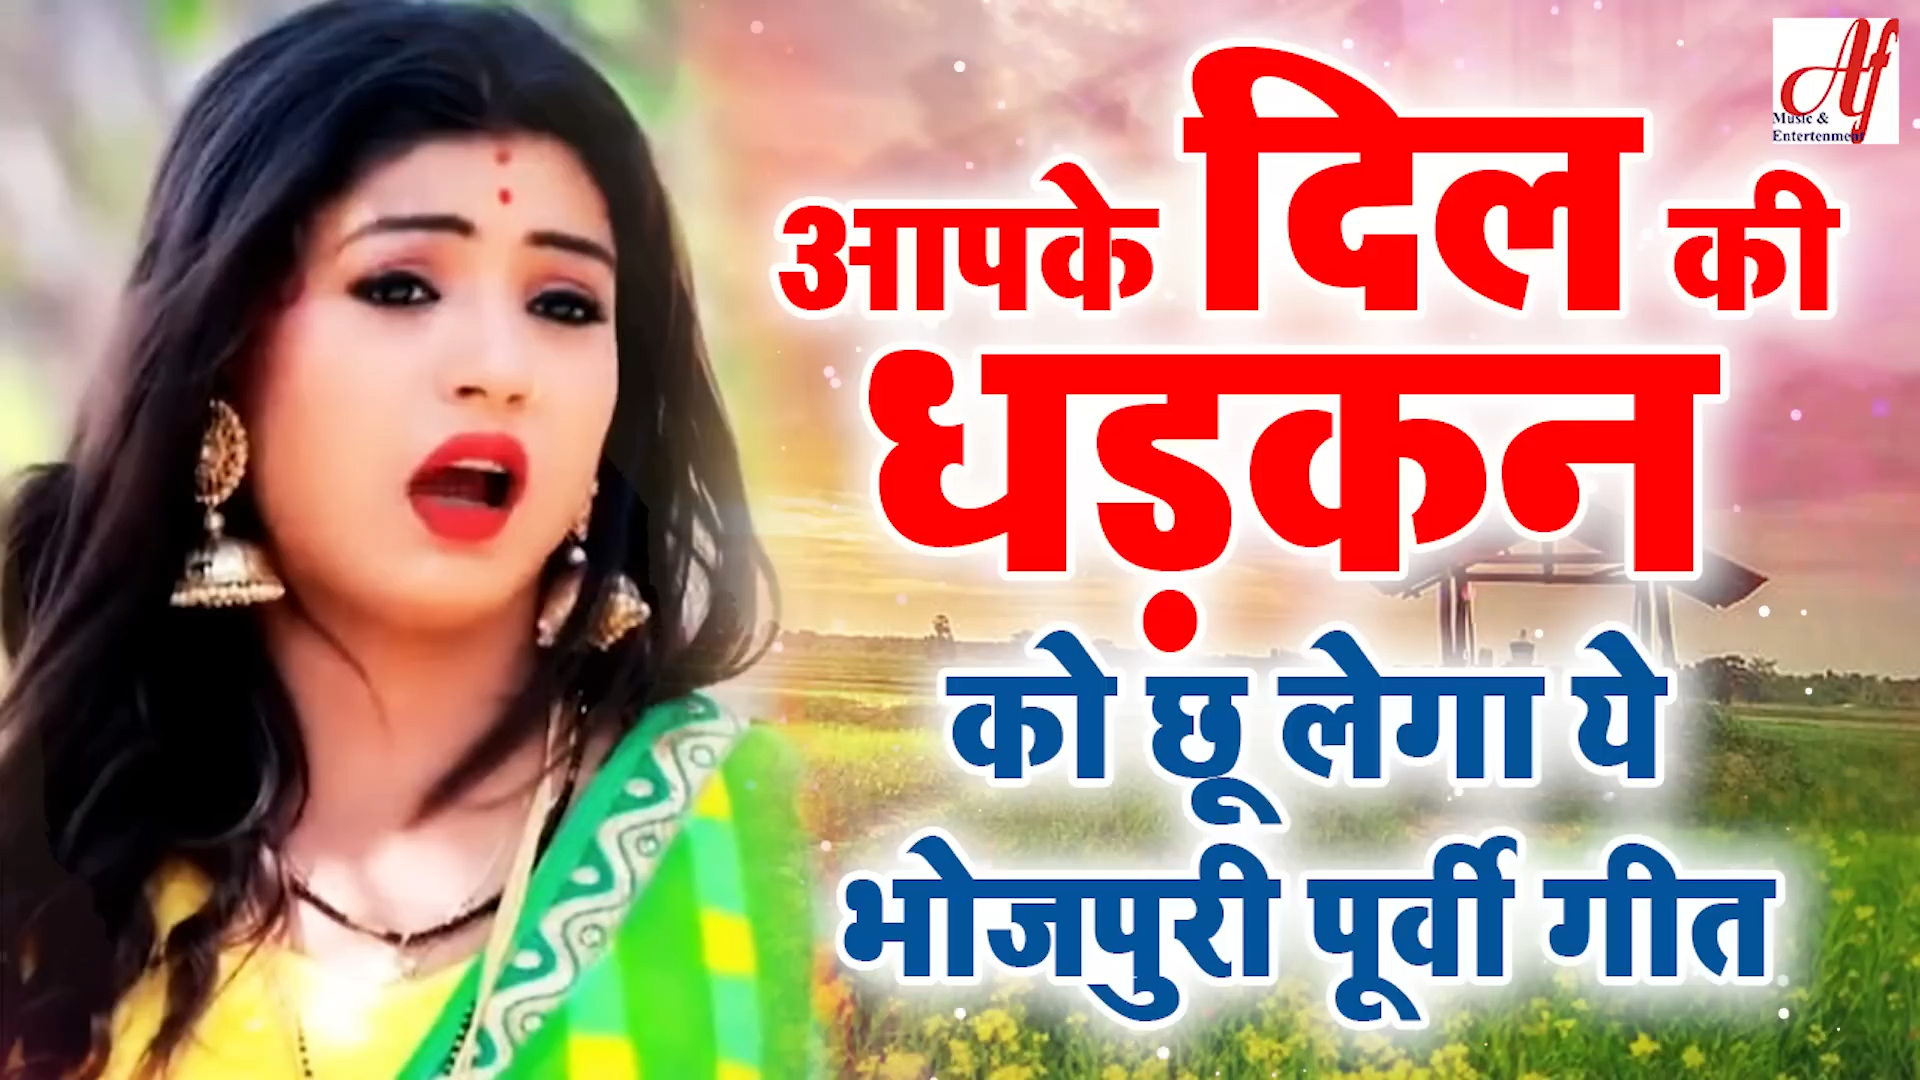 Af
Music &
Entertenment
आपके दिल की
धड़कन
को छू लेगा ये
भोजपुरी पूर्वी गीत